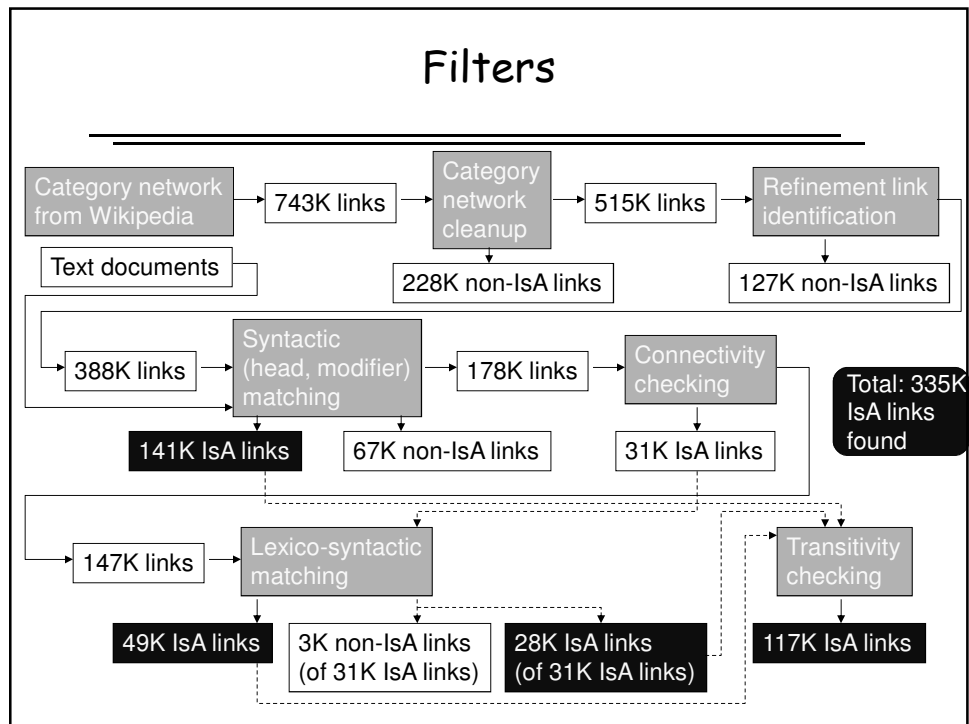 Filters
Category network
from Wikipedia
743K links
Category
network
cleanup
515K links
Refinement link
identification
Text documents
228K non-IsA links
127K non-IsA links
388K links
Syntactic
(head, modifier)
matching
178K links
Connectivity
checking
Total: 335K
IsA links
found
141K IsA links
67K non-IsA links
31K IsA links
147K links
Lexico-syntactic
matching
Transitivity
checking
49K IsA links
3K non-IsA links
(of 31K IsA links)
28K IsA links
(of 31K IsA links)
117K IsA links